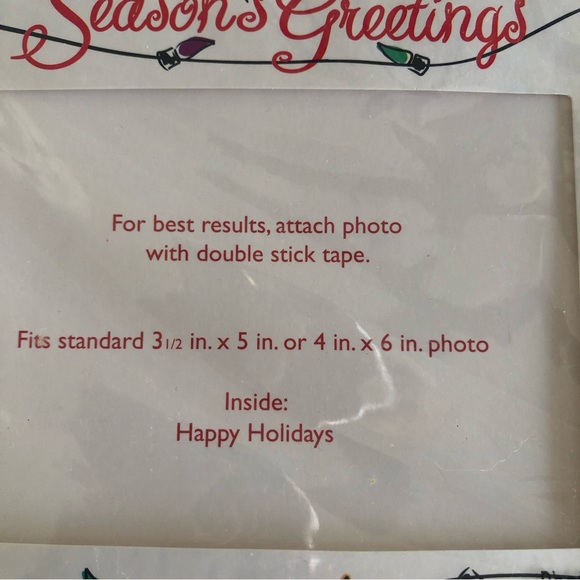 Season's Greetings
For best results, attach photo
with double stick tape.
Fits standard 3 1/2 in. x 5 in. or 4 in. x 6 in. photo
Inside:
Happy Holidays